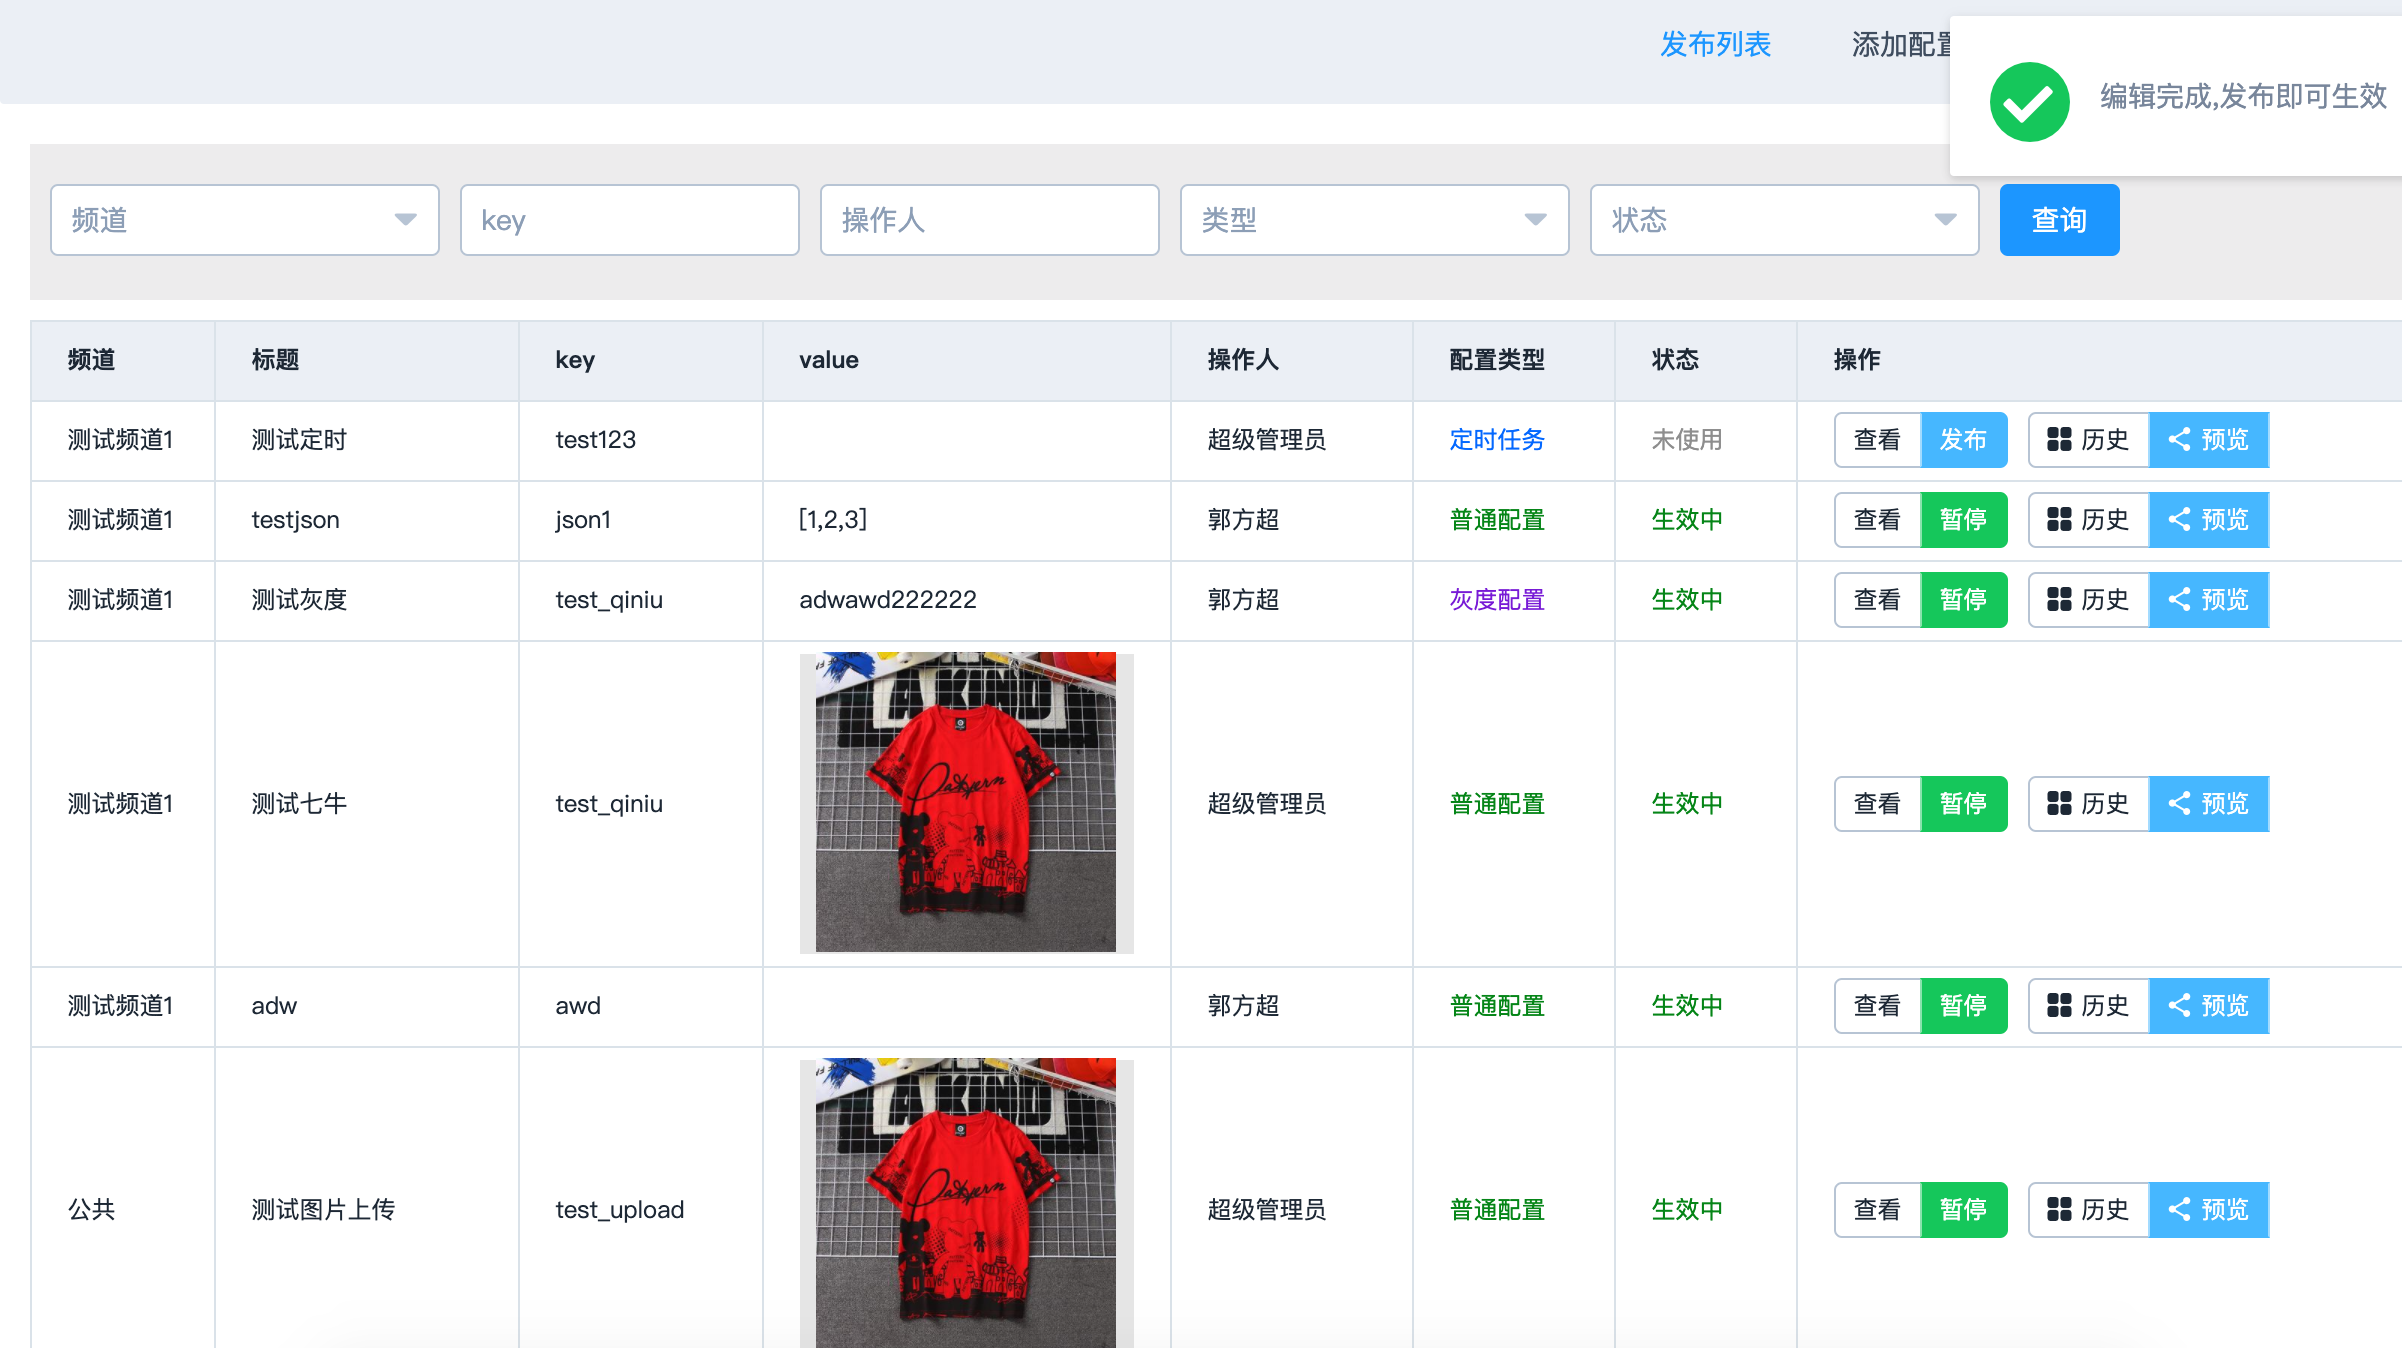 发布列表 添加配置
编辑完成,发布即可生效
频道 key 操作人 类型 状态 查询
频道 标题 key value 操作人 配置类型 状态 操作
测试频道1 测试定时 test123 超级管理员 定时任务 未使用 查看 发布 历史 预览
测试频道1 testjson json1 [1,2,3] 郭方超 普通配置 生效中 查看 暂停 历史 预览
测试频道1 测试灰度 test_qiniu adwawd222222 郭方超 灰度配置 生效中 查看 暂停 历史 预览
测试频道1 测试七牛 test_qiniu 超级管理员 普通配置 生效中 查看 暂停 历史 预览
测试频道1 adw awd 郭方超 普通配置 生效中 查看 暂停 历史 预览
公共 测试图片上传 test_upload 超级管理员 普通配置 生效中 查看 暂停 历史 预览